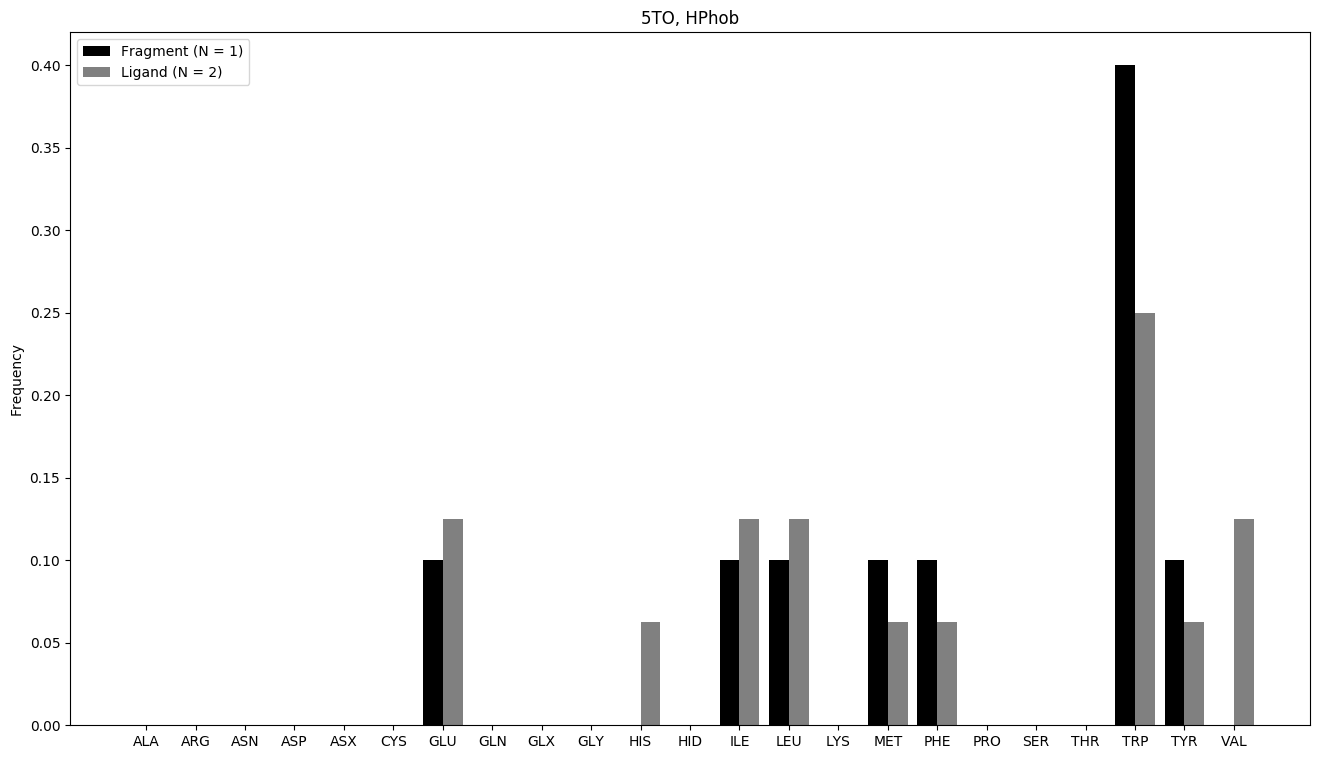 5TO, HPhob
Fragment (N = 1)
Ligand (N = 2)
Frequency
0.40
0.35
0.30
0.25
0.20
0.15
0.10
0.05
0.00
ALA ARG ASN ASP ASX CYS GLU GLN GLX GLY HIS HID ILE LEU LYS MET PHE PRO SER THR TRP TYR VAL